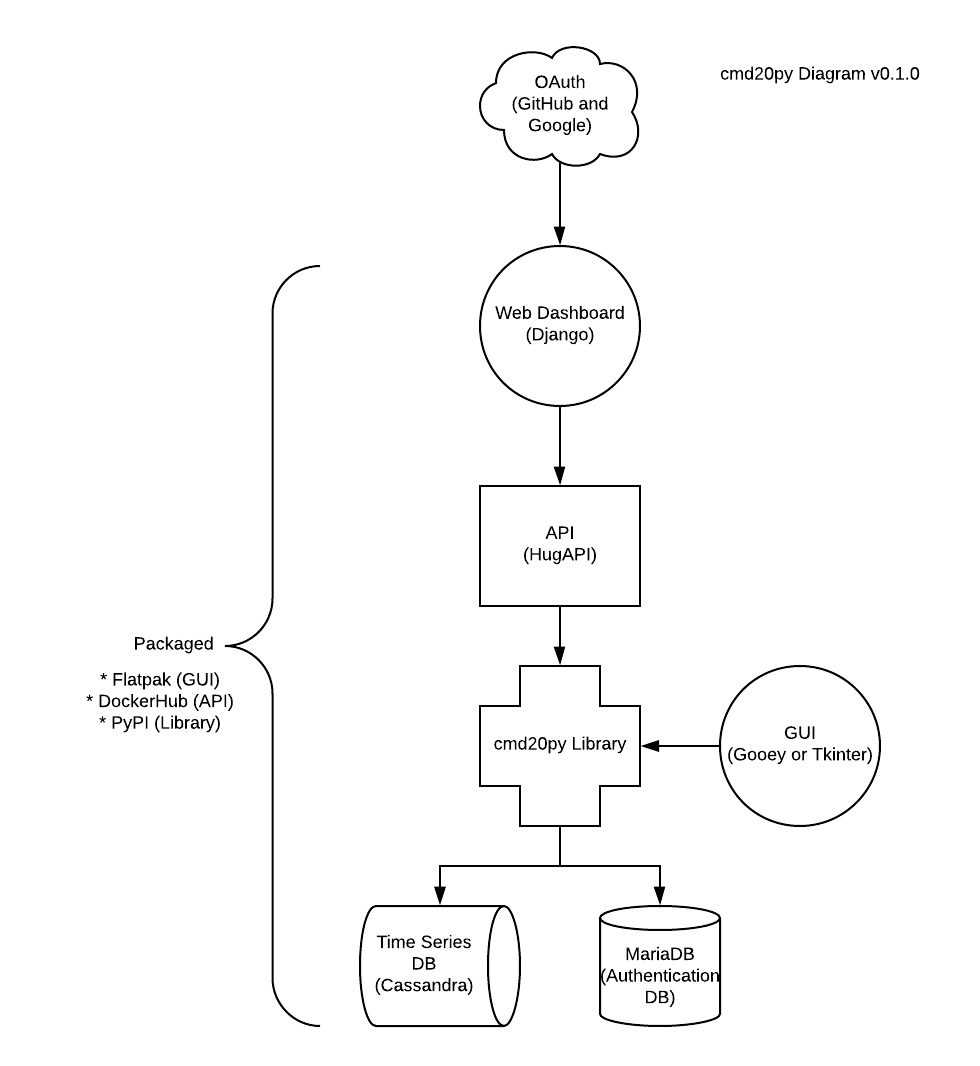 OAuth
(GitHub and
Google)
cmd20py Diagram v0.1.0
Web Dashboard
(Django)
API
(HugAPI)
Packaged
* Flatpak (GUI)
* DockerHub (API)
* PyPI (Library)
cmd20py Library
GUI
(Gooey or Tkinter)
Time Series
DB
(Cassandra)
MariaDB
(Authentication
DB)